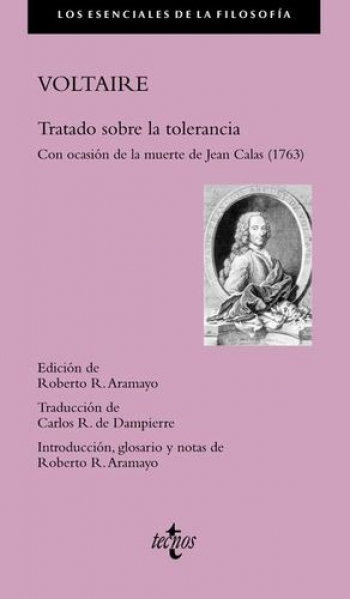 LOS ESENCIALES DE LA FILOSOFÍA
VOLTAIRE
Tratado sobre la tolerancia
Con ocasión de la muerte de Jean Calas (1763)
Edición de
Roberto R. Aramayo
Traducción de
Carlos R. de Dampierre
Introducción, glosario y notas de
Roberto R. Aramayo
tecnos